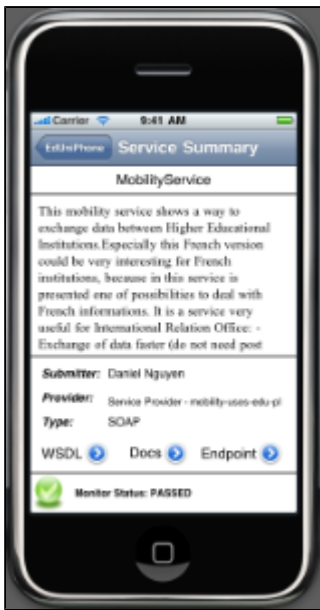 Carrier 9:41 AM
EdUniPhone Service Summary
MobilityService
This mobility service shows a way to
exchange data between Higher Educational
Institutions.Especially this French version
could be very interesting for French
institutions, because in this service is
presented one of possibilities to deal with
French informations. It is a service very
useful for International Relation Office: -
Exchange of data faster (do not need post
Submitter: Daniel Nguyen
Provider: Service Provider - mobility-uses-edu-pl
Type: SOAP
WSDL Docs Endpoint
Monitor Status: PASSED